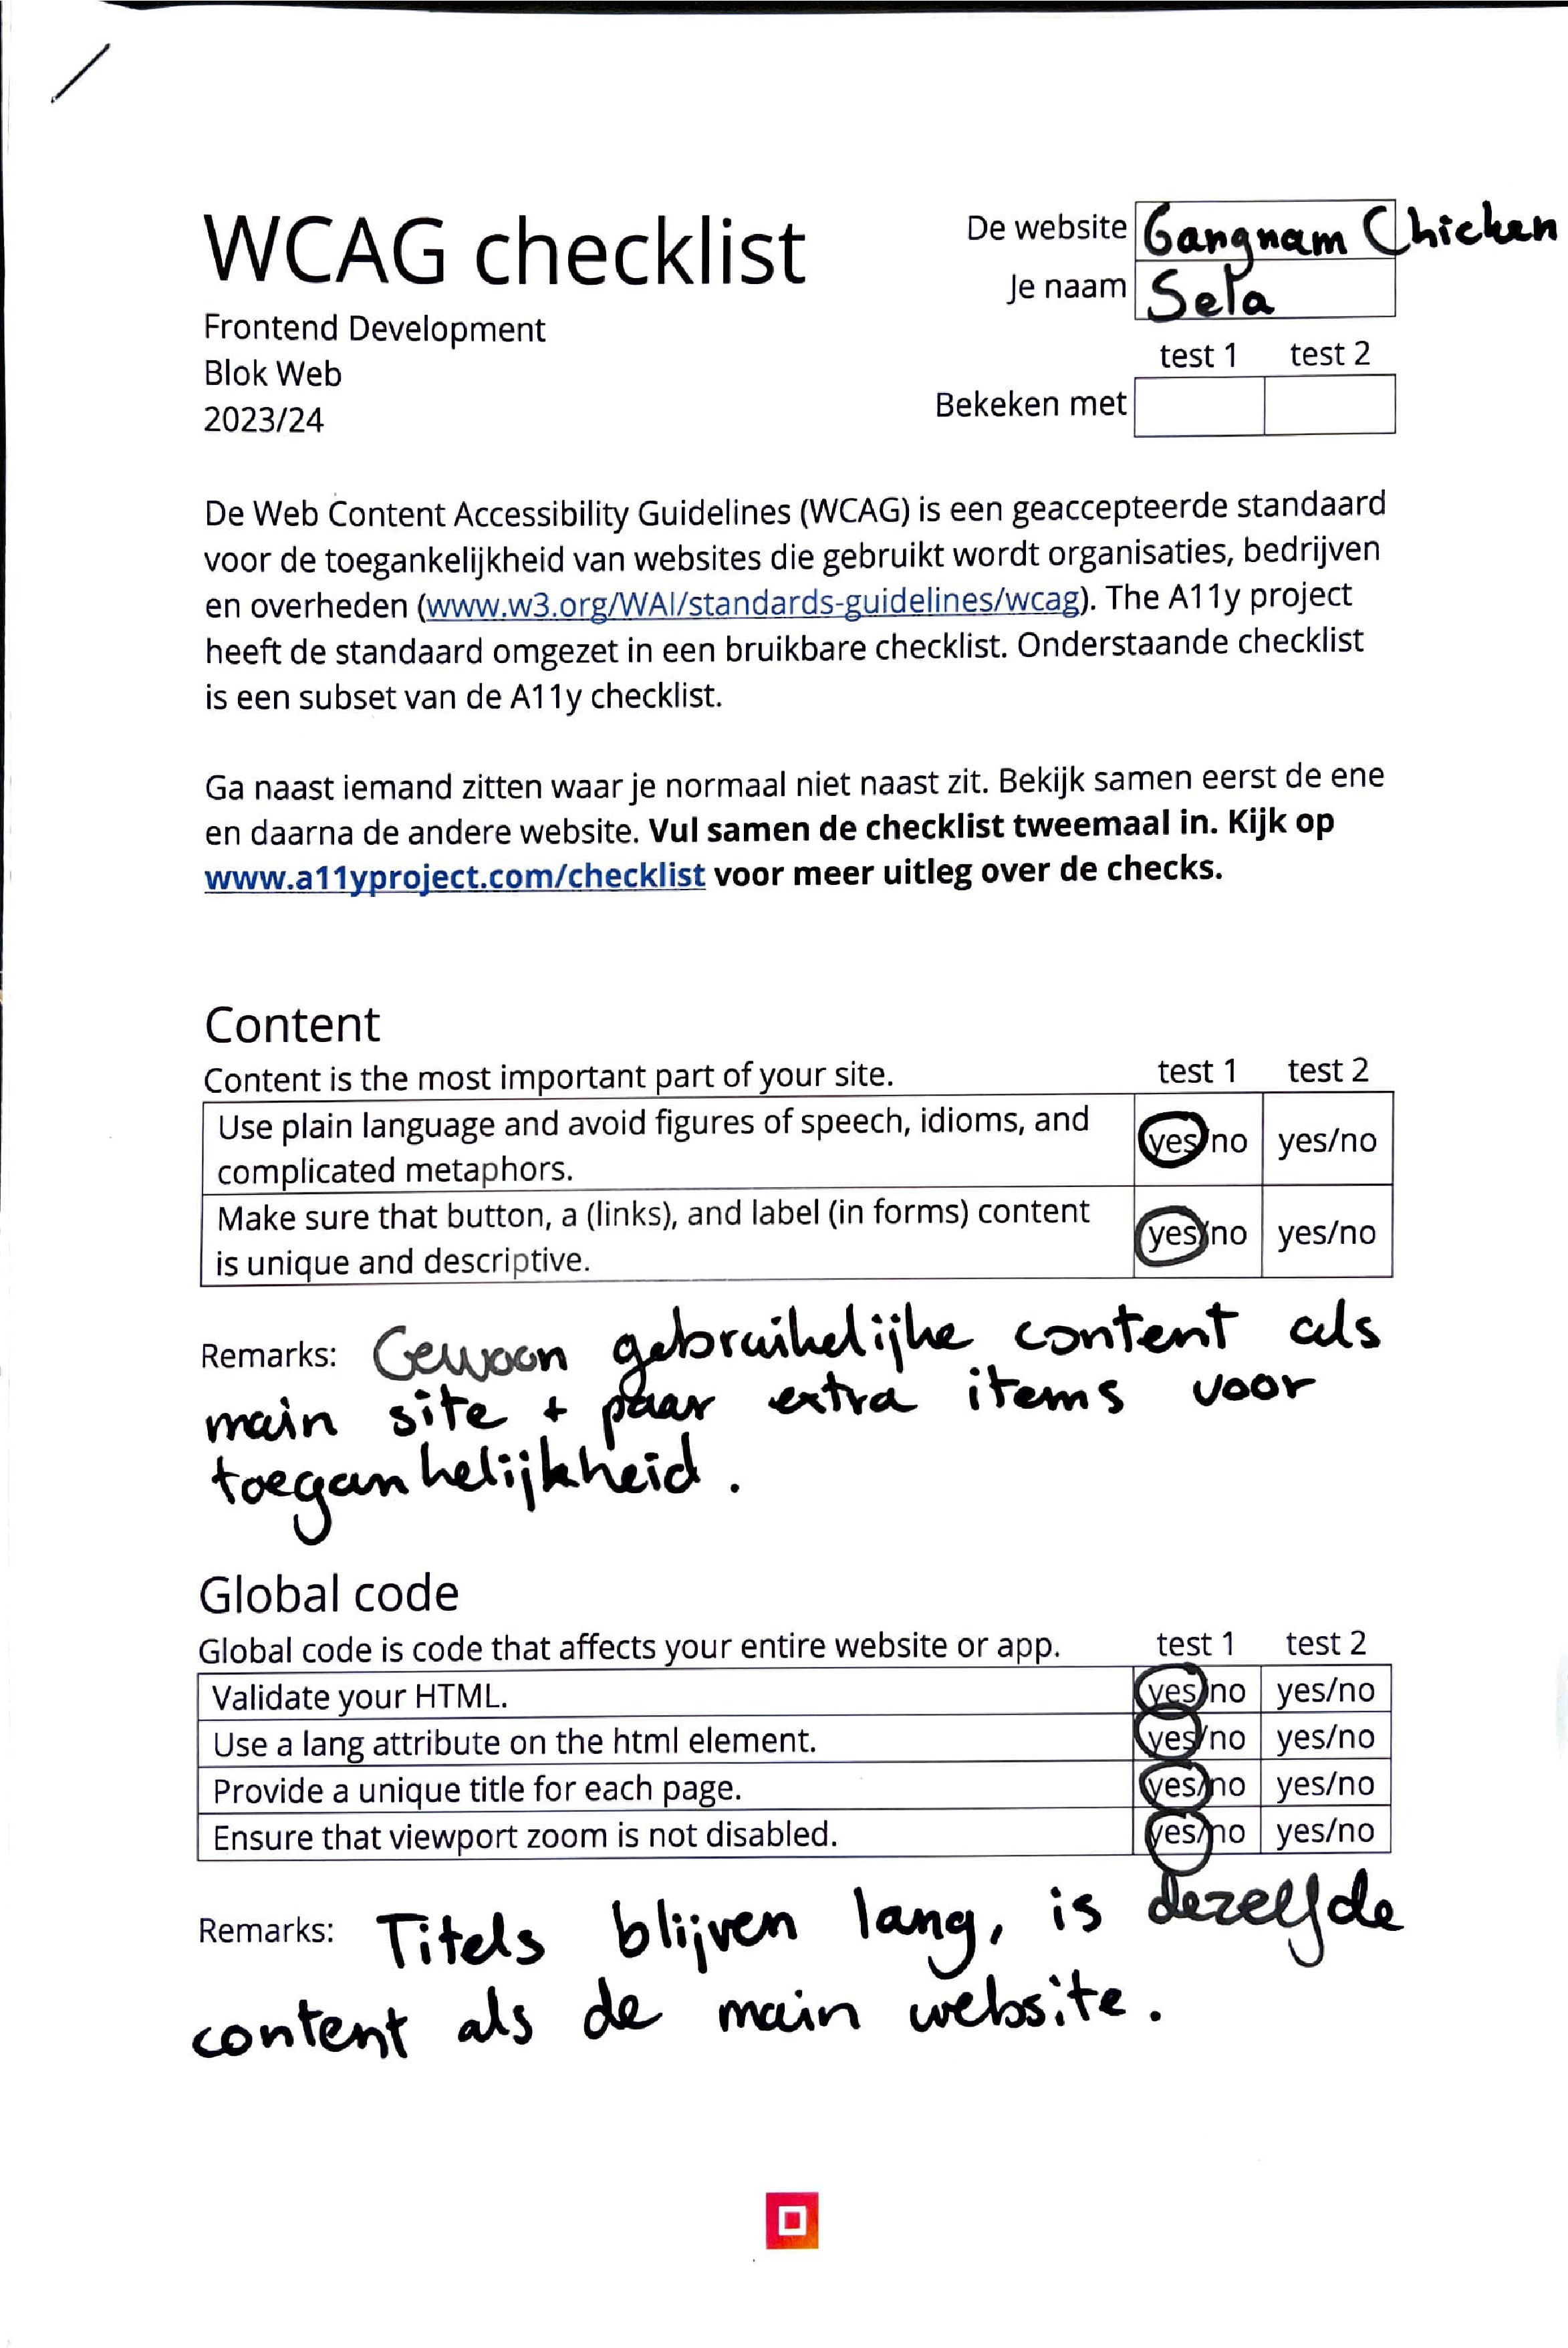 WCAG checklist
Frontend Development
Blok Web
2023/24
De website Gangnam Chicken
Je naam Seta
test 1 test 2
Bekeken met
De Web Content Accessibility Guidelines (WCAG) is een geaccepteerde standaard
voor de toegankelijkheid van websites die gebruikt wordt organisaties, bedrijven
en overheden (www.w3.org/WAI/standards-guidelines/wcag). The A11y project
heeft de standaard omgezet in een bruikbare checklist. Onderstaande checklist
is een subset van de A11y checklist.
Ga naast iemand zitten waar je normaal niet naast zit. Bekijk samen eerst de ene
en daarna de andere website. Vul samen de checklist tweemaal in. Kijk op
www.a11yproject.com/checklist voor meer uitleg over de checks.
Content
Content is the most important part of your site. test 1 test 2
Use plain language and avoid figures of speech, idioms, and
complicated metaphors. yes/no yes/no
Make sure that button, a (links), and label (in forms) content
is unique and descriptive. yes/no yes/no
Remarks: Gewoon gebruikelijke content als
main site + paar extra items voor
toegankelijkheid.
Global code
Global code is code that affects your entire website or app. test 1 test 2
Validate your HTML. yes/no yes/no
Use a lang attribute on the html element. yes/no yes/no
Provide a unique title for each page. yes/no yes/no
Ensure that viewport zoom is not disabled. yes/no yes/no
Remarks: Titels blijven lang, is dezelfde
content als de main website.